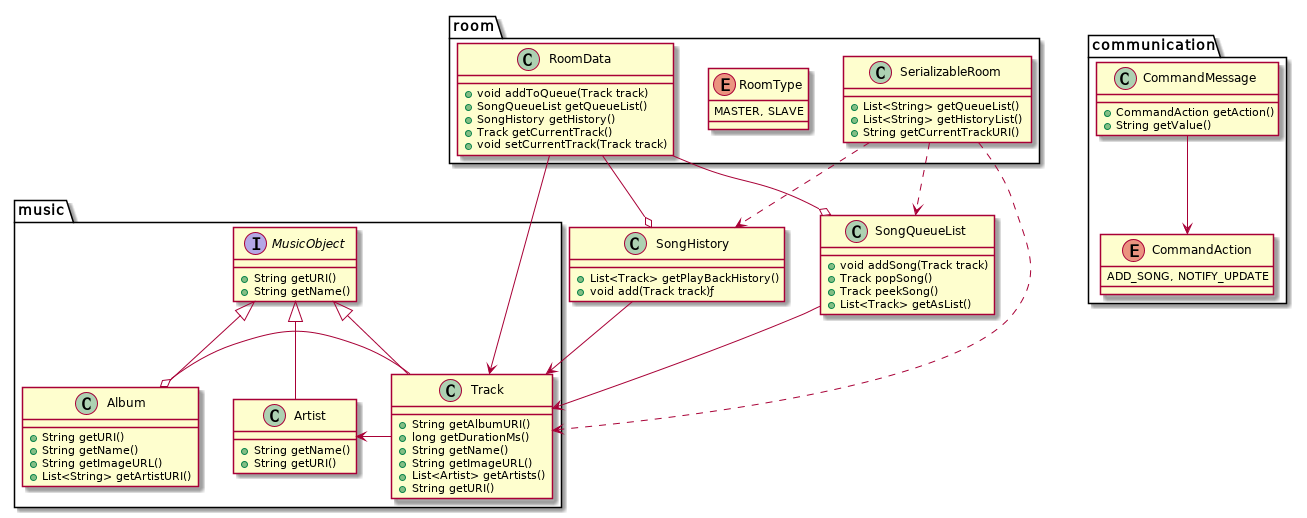 room
C RoomData
void addToQueue(Track track)
SongQueueList getQueueList()
SongHistory getHistory()
Track getCurrentTrack()
void setCurrentTrack(Track track)
E RoomType
MASTER, SLAVE
C SerializableRoom
List<String> getQueueList()
List<String> getHistoryList()
String getCurrentTrackURI()
communication
C CommandMessage
CommandAction getAction()
String getValue()
E CommandAction
ADD_SONG, NOTIFY_UPDATE
music
I MusicObject
String getURI()
String getName()
C SongHistory
List<Track> getPlayBackHistory()
void add(Track track)ƒ
C SongQueueList
void addSong(Track track)
Track popSong()
Track peekSong()
List<Track> getAsList()
C Album
String getURI()
String getName()
String getImageURL()
List<String> getArtistURI()
C Artist
String getName()
String getURI()
C Track
String getAlbumURI()
long getDurationMs()
String getName()
String getImageURL()
List<Artist> getArtists()
String getURI()